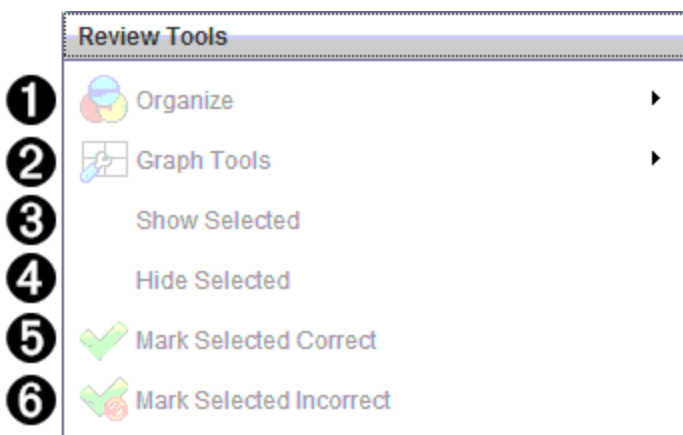 Review Tools
1 Organize
2 Graph Tools
3 Show Selected
4 Hide Selected
5 Mark Selected Correct
6 Mark Selected Incorrect